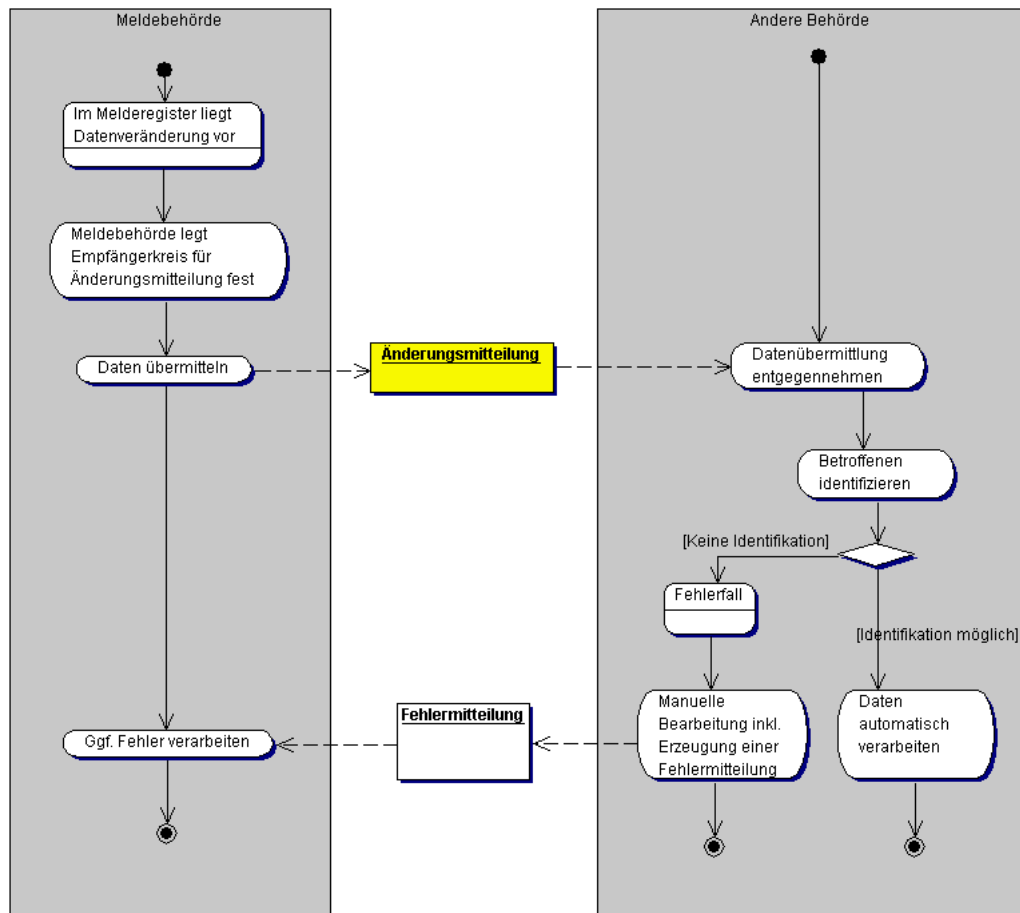 Meldebehörde
Andere Behörde
Im Melderegister liegt
Datenveränderung vor
Meldebehörde legt
Empfängerkreis für
Änderungsmitteilung fest
Daten übermitteln
Änderungsmitteilung
Datenübermittlung
entgegennehmen
Betroffenen
identifizieren
[Keine Identifikation]
Fehlerfall
[Identifikation möglich]
Ggf. Fehler verarbeiten
Fehlermitteilung
Manuelle
Bearbeitung inkl.
Erzeugung einer
Fehlermitteilung
Daten
automatisch
verarbeiten